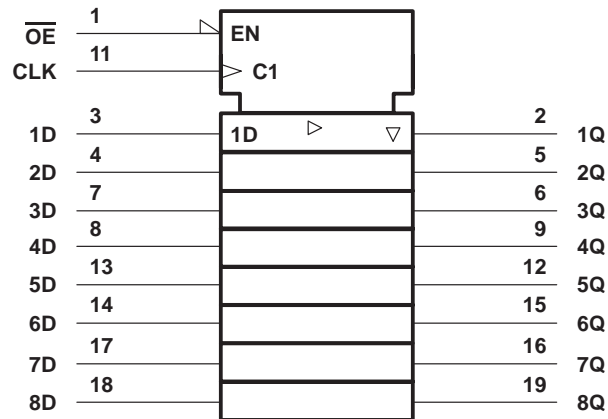 OE 1 EN
CLK 11 C1
1D 3 1D 2 1Q
2D 4 5 2Q
3D 7 6 3Q
4D 8 9 4Q
5D 13 12 5Q
6D 14 15 6Q
7D 17 16 7Q
8D 18 19 8Q